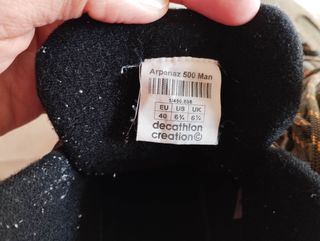 Arpenaz 500 Man
EU US UK
40 6½ 6½
decathlon
creation©